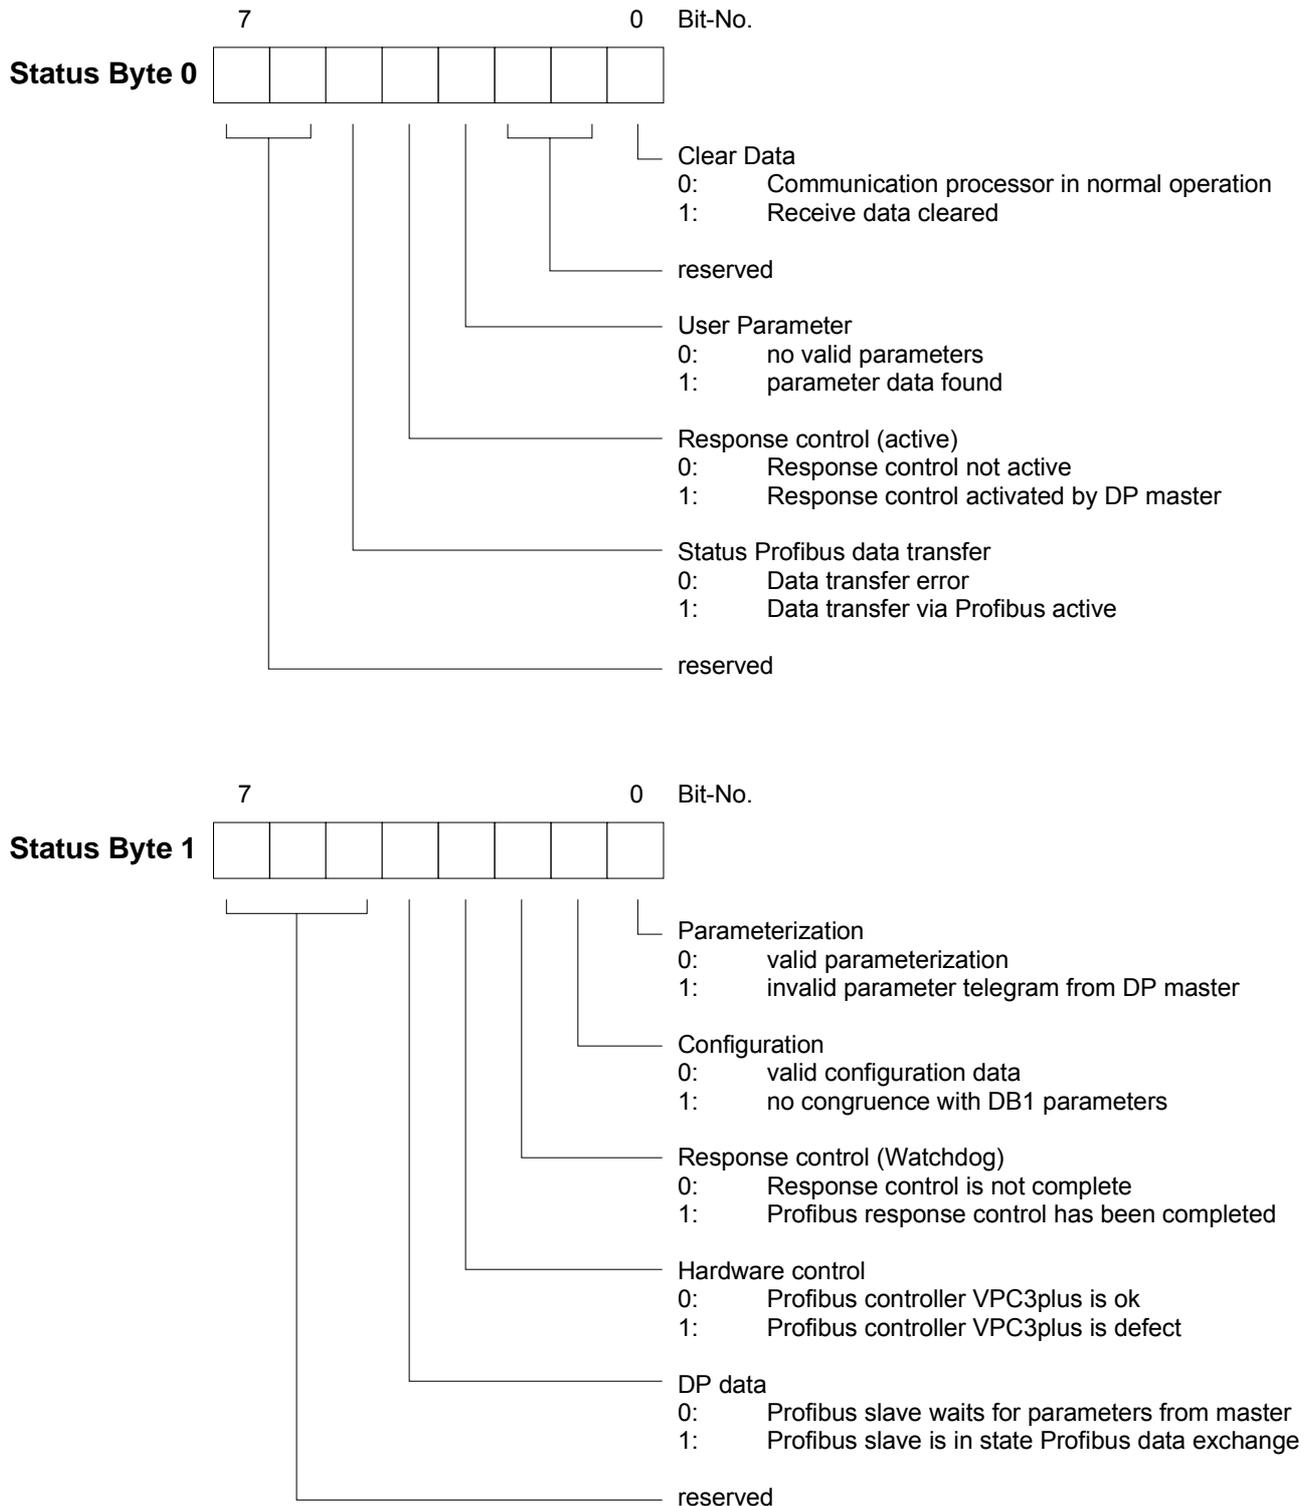 7 0 Bit-No.
Status Byte 0
Clear Data
0: Communication processor in normal operation
1: Receive data cleared
reserved
User Parameter
0: no valid parameters
1: parameter data found
Response control (active)
0: Response control not active
1: Response control activated by DP master
Status Profibus data transfer
0: Data transfer error
1: Data transfer via Profibus active
reserved
7 0 Bit-No.
Status Byte 1
Parameterization
0: valid parameterization
1: invalid parameter telegram from DP master
Configuration
0: valid configuration data
1: no congruence with DB1 parameters
Response control (Watchdog)
0: Response control is not complete
1: Profibus response control has been completed
Hardware control
0: Profibus controller VPC3plus is ok
1: Profibus controller VPC3plus is defect
DP data
0: Profibus slave waits for parameters from master
1: Profibus slave is in state Profibus data exchange
reserved